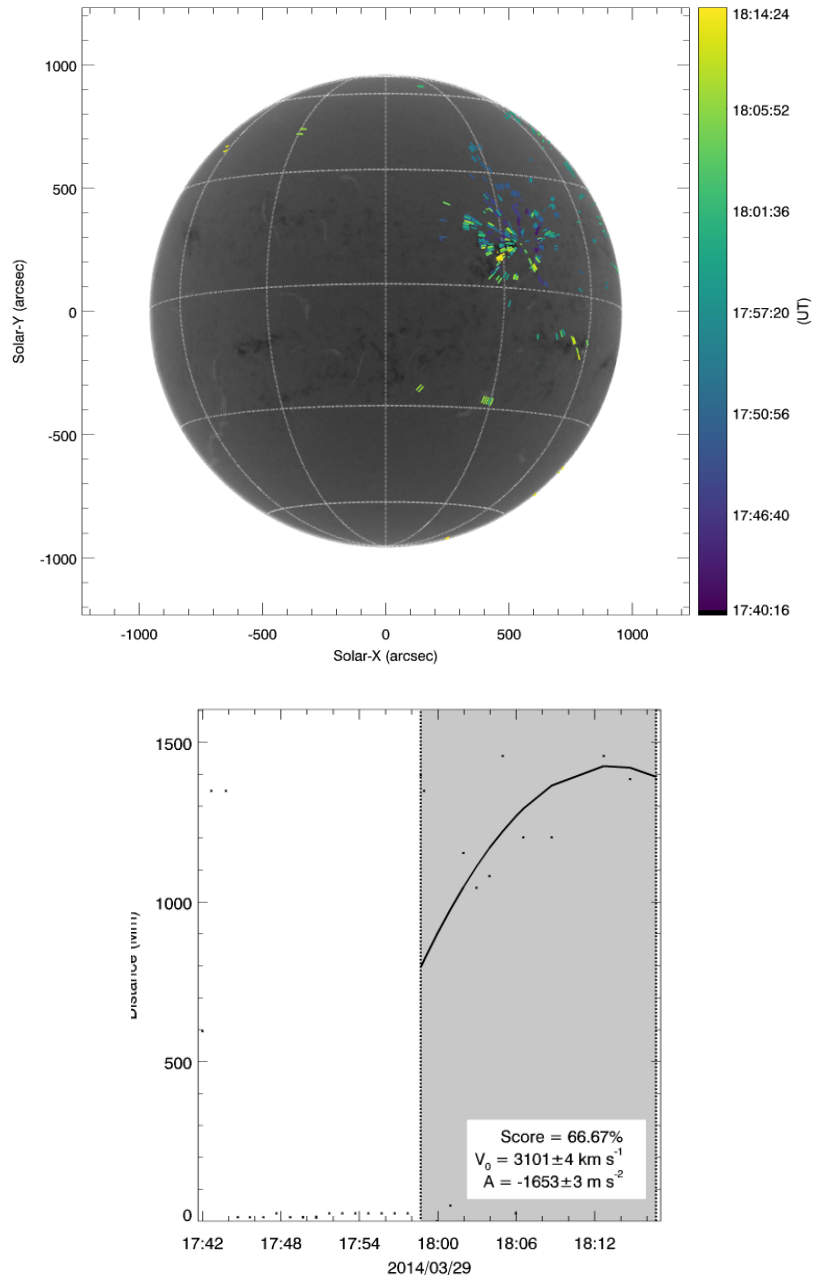 1000
500
0
-500
-1000
Solar-Y (arcsec)
-1000 -500 0 500 1000
Solar-X (arcsec)
18:14:24
18:05:52
18:01:36
17:57:20
17:50:56
17:46:40
17:40:16
(UT)
1500
1000
500
0
Distance (Mm)
Score = 66.67%
V₀ = 3101±4 km s⁻¹
A = -1653±3 m s⁻²
17:42 17:48 17:54 18:00 18:06 18:12
2014/03/29